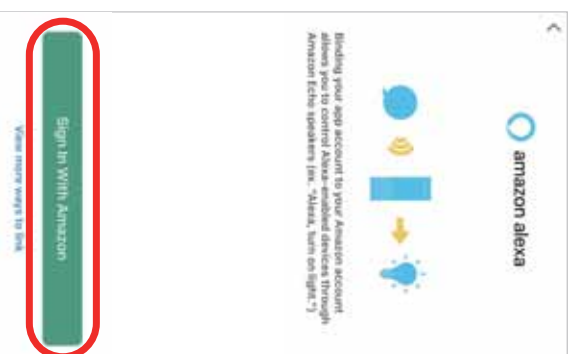 amazon alexa
Binding your app account to your Amazon account
allows you to control Alexa-enabled devices through
Amazon Echo speakers (ex. "Alexa, turn on light.")
Sign In With Amazon
View more ways to link